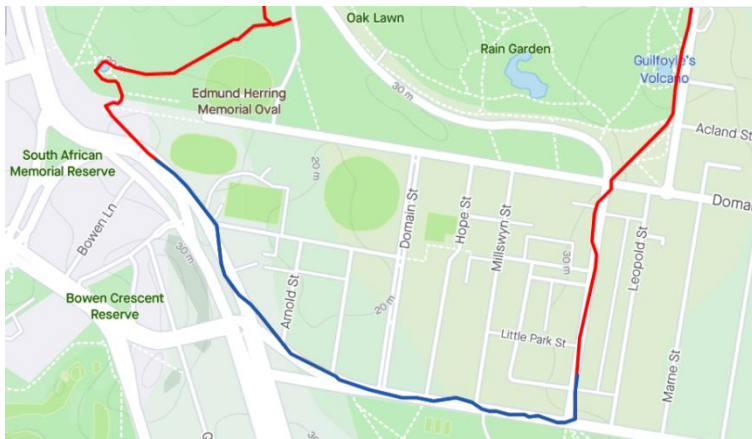 Oak Lawn
Rain Garden
Guilfoyle's
Volcano
30 m
20 m
Edmund Herring
Memorial Oval
Acland St
South African
Memorial Reserve
20 m
Domain St
Hope St
Millswyn St
Domai
Bowen Ln
30 m
30 m
Leopold St
Bowen Crescent
Reserve
Arnold St
20 m
Little Park St
Marne St
G